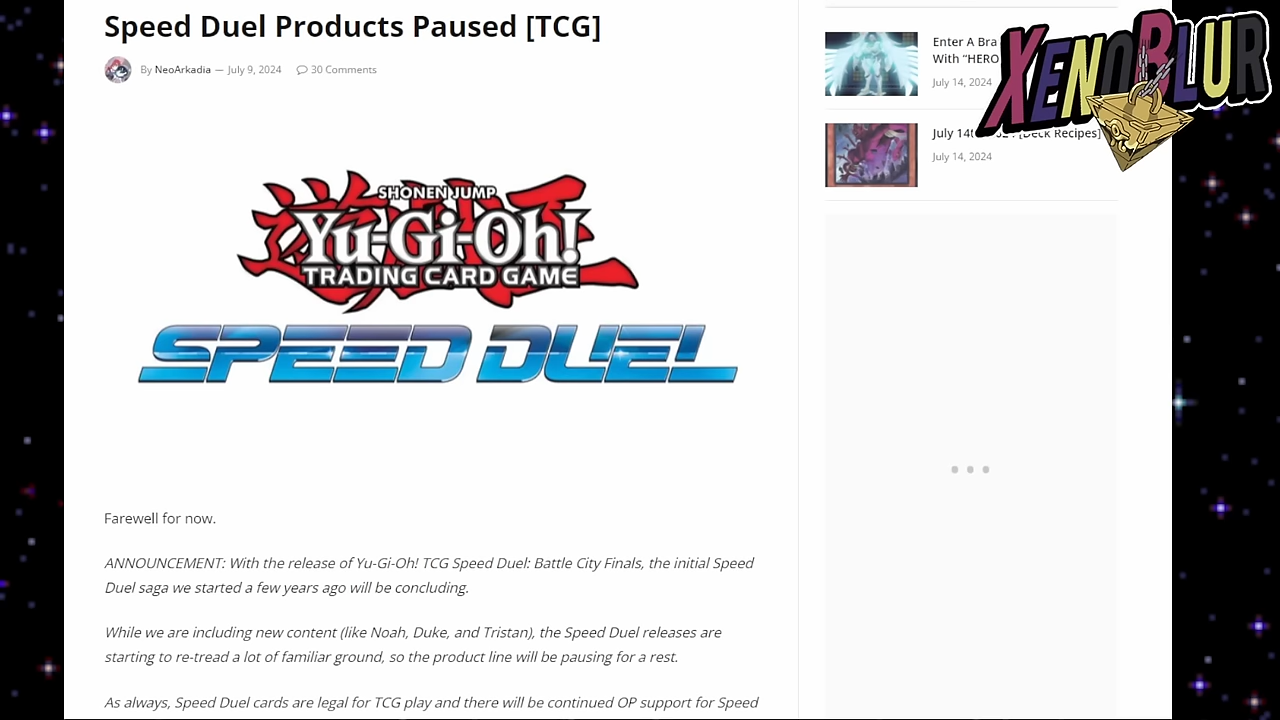 Speed Duel Products Paused [TCG]
By NeoArkadia — July 9, 2024 30 Comments
SHONEN JUMP
遊戯王
Yu-Gi-Oh!
TRADING CARD GAME
SPEED DUEL
Farewell for now.
ANNOUNCEMENT: With the release of Yu-Gi-Oh! TCG Speed Duel: Battle City Finals, the initial Speed
Duel saga we started a few years ago will be concluding.
While we are including new content (like Noah, Duke, and Tristan), the Speed Duel releases are
starting to re-tread a lot of familiar ground, so the product line will be pausing for a rest.
As always, Speed Duel cards are legal for TCG play and there will be continued OP support for Speed
Enter A
With "HERO
July 14, 2024
July [Deck Recipes]
July 14, 2024
XENOBLUR